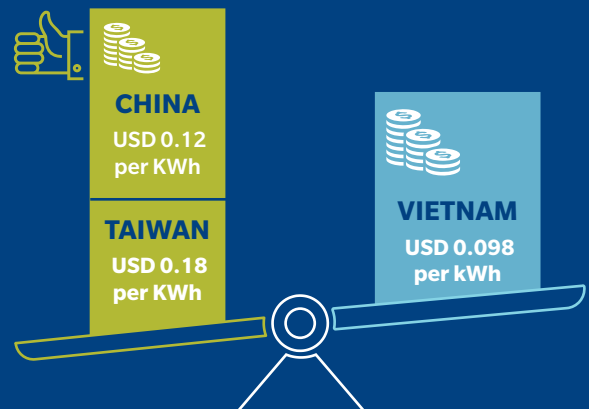 CHINA
USD 0.12
per KWh
TAIWAN
USD 0.18
per KWh
VIETNAM
USD 0.098
per kWh